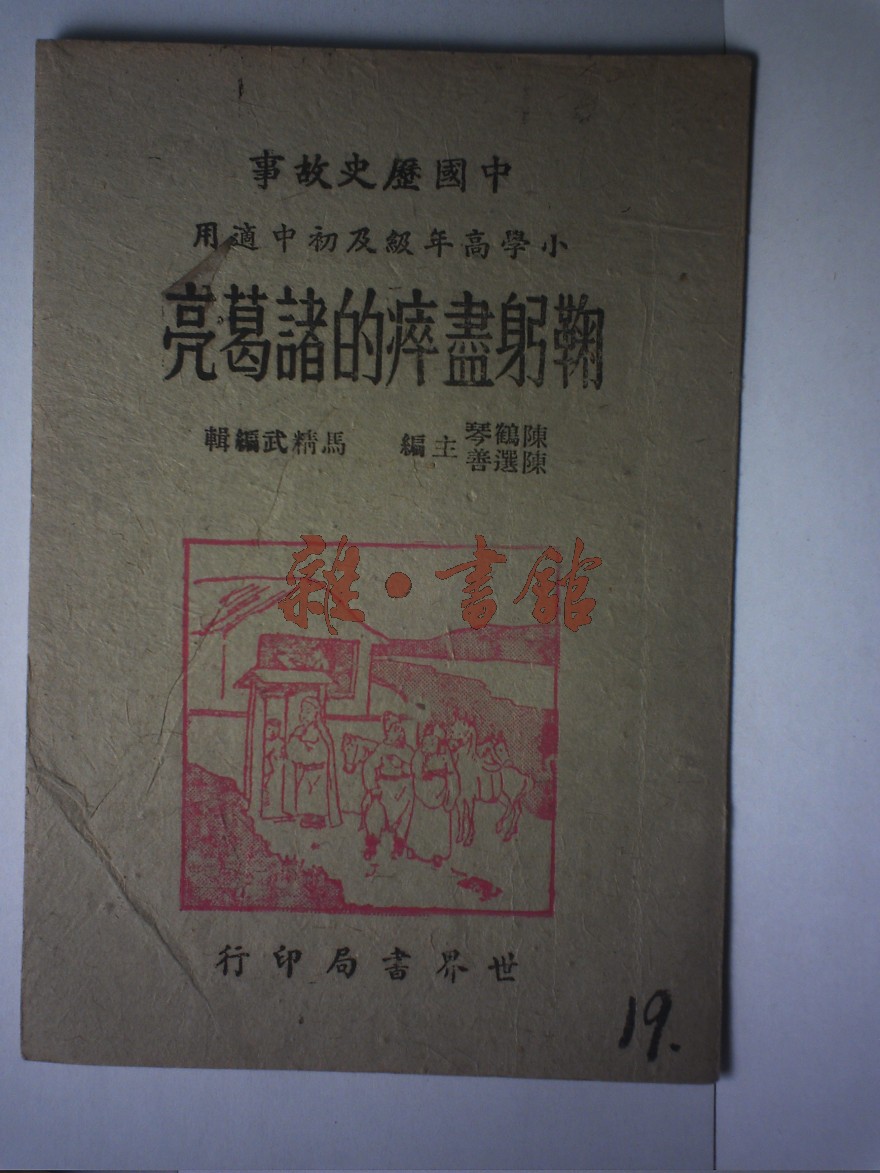 中國歷史故事
小學高年級及初中適用
鞠躬盡瘁的諸葛亮
陳鶴琴
陳選善
主編 馬精武編輯
雜·書館
世界書局印行
19.